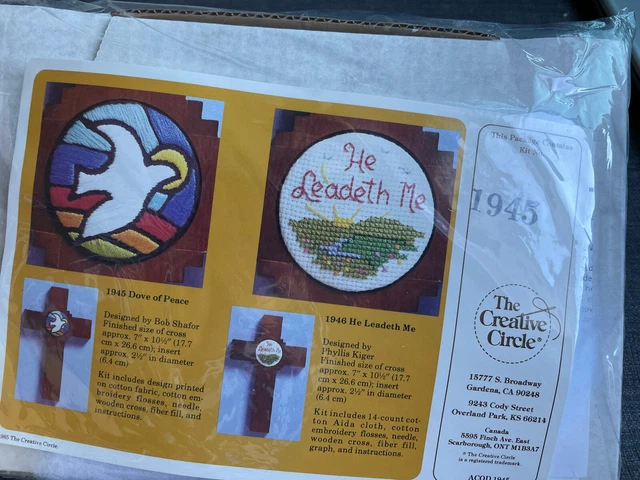 He
Leadeth Me
1945 Dove of Peace
Designed by Bob Shafor
Finished size of cross
approx. 7" x 10½" (17.7
cm x 26.6 cm); insert
approx. 2½" in diameter
(6.4 cm)
Kit includes design printed
on cotton fabric, cotton em-
broidery flosses, needle,
wooden cross, fiber fill, and
instructions.
1946 He Leadeth Me
Designed by
Phyllis Kiger
Finished size of cross
approx. 7" x 10½" (17.7
cm x 26.6 cm); insert
approx. 2½" in diameter
(6.4 cm)
Kit includes 14-count cot-
ton Aida cloth, cotton
embroidery flosses, needle,
wooden cross, fiber fill,
graph, and instructions.
The Creative Circle.
This Package Contains
Kit
1945
The
Creative
Circle®
15777 S. Broadway
Gardena, CA 90248
9243 Cody Street
Overland Park, KS 66214
Canada
5595 Finch Ave. East
Scarborough, ONT M1B3A7
® The Creative Circle
is a registered trademark.